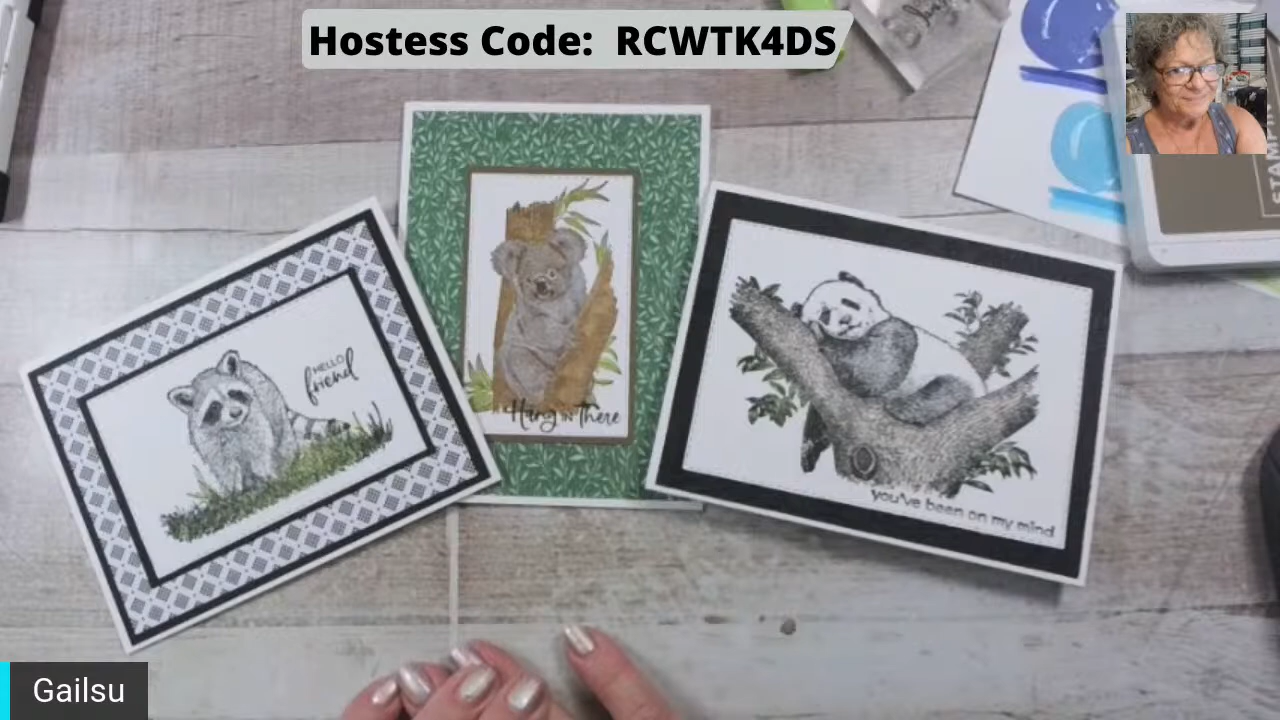 Hostess Code: RCWTK4DS
HELLO
friend
Hang in There
you've been on my mind
Gailsu